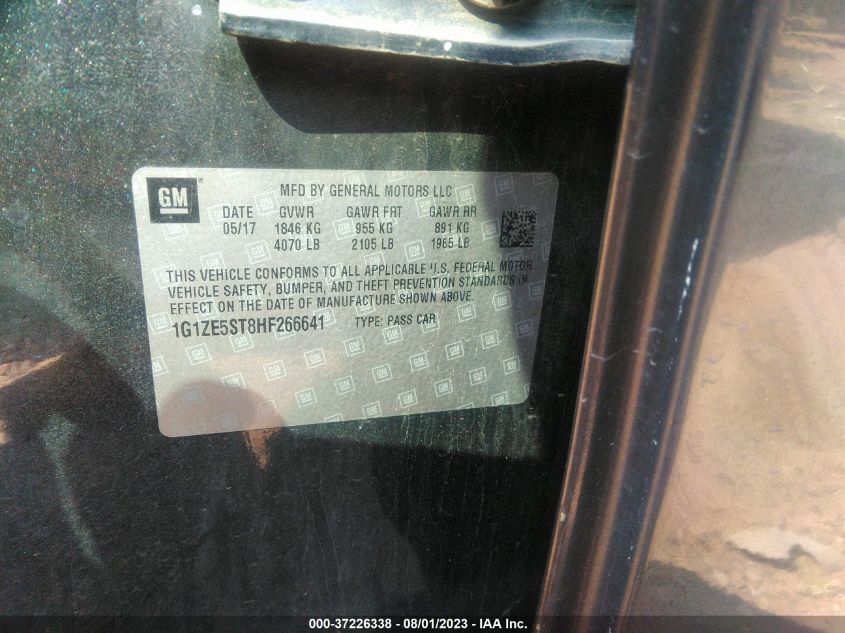 GM
MFD BY GENERAL MOTORS LLC
DATE GVWR GAWR FRT GAWR RR
05/17 1846 KG 955 KG 891 KG
4070 LB 2105 LB 1965 LB
THIS VEHICLE CONFORMS TO ALL APPLICABLE U.S. FEDERAL MOTOR
VEHICLE SAFETY, BUMPER, AND THEFT PREVENTION STANDARDS IN
EFFECT ON THE DATE OF MANUFACTURE SHOWN ABOVE.
1G1ZE5ST8HF266641 TYPE: PASS CAR
000-37226338 - 08/01/2023 - IAA Inc.